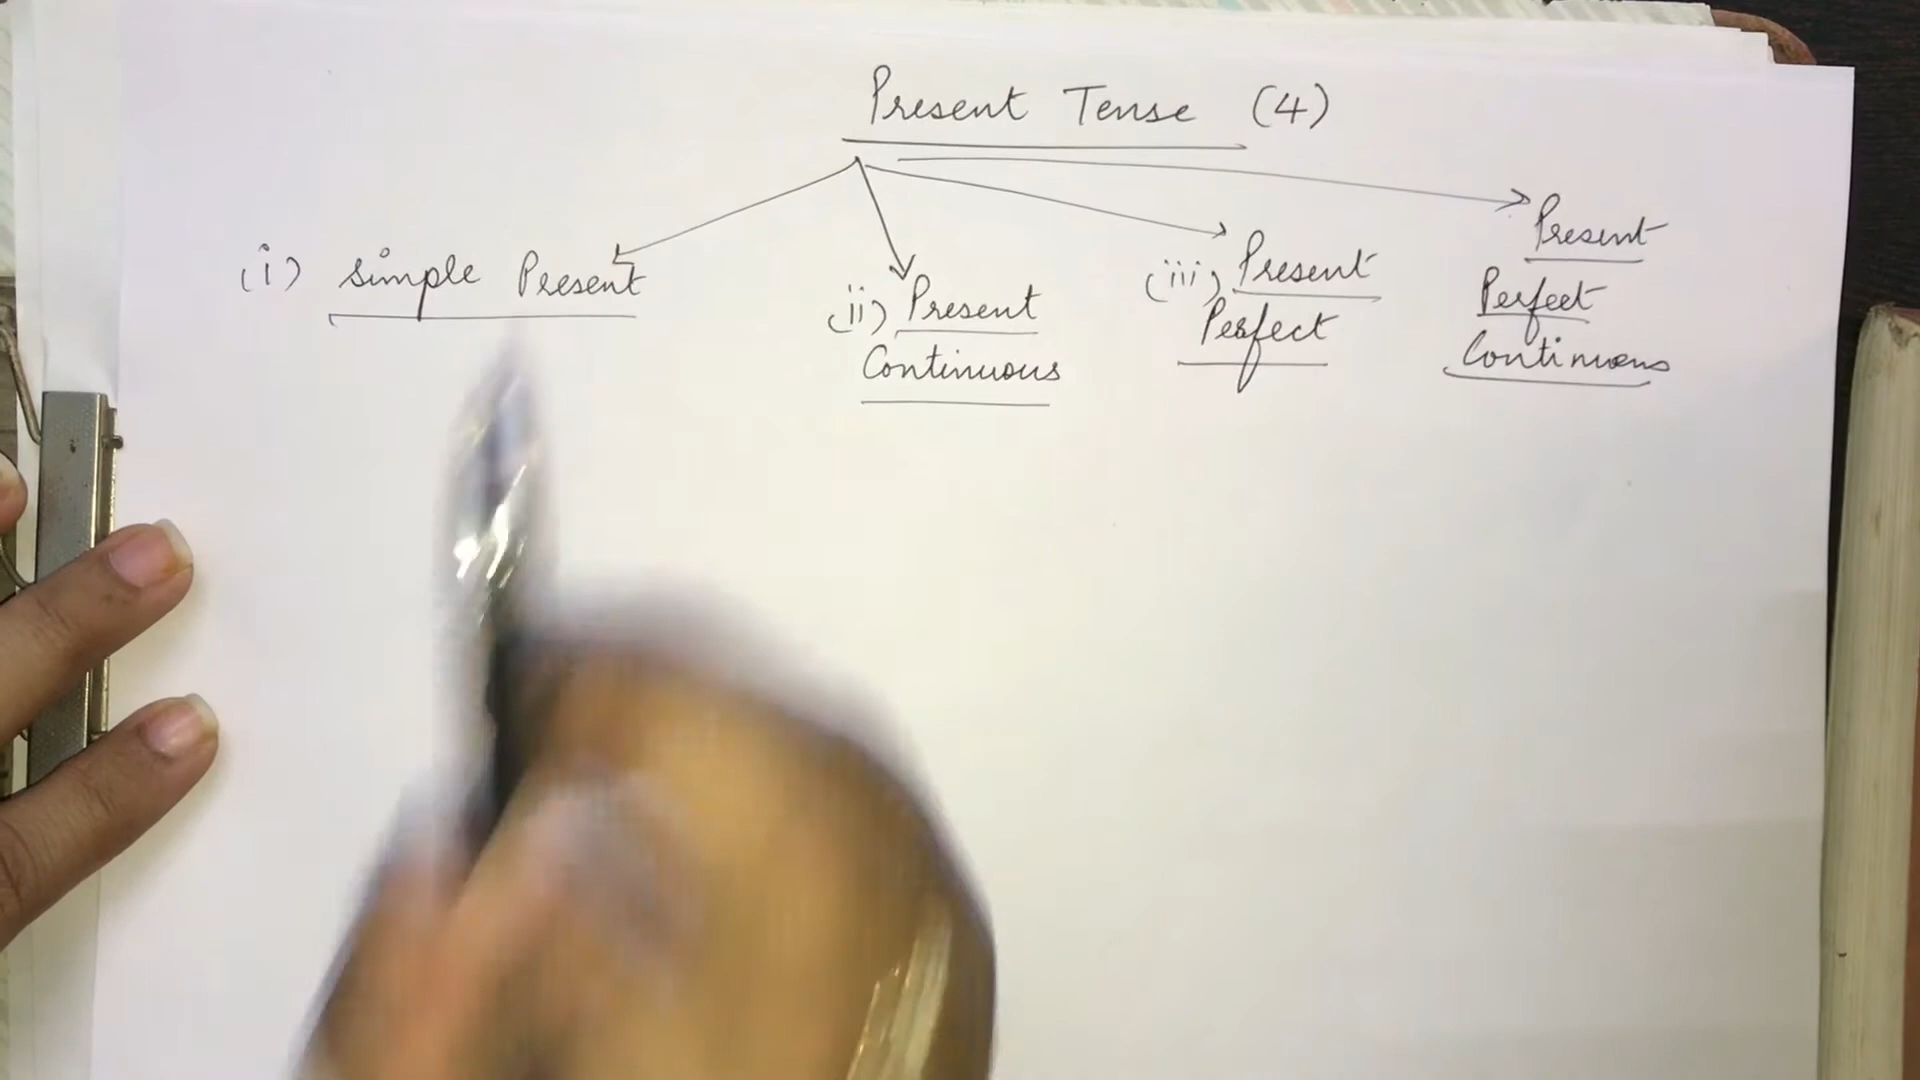 Present Tense (4)
(i) simple Present
(ii) Present
Continuous
(iii) Present
Perfect
Present
Perfect
Continuous